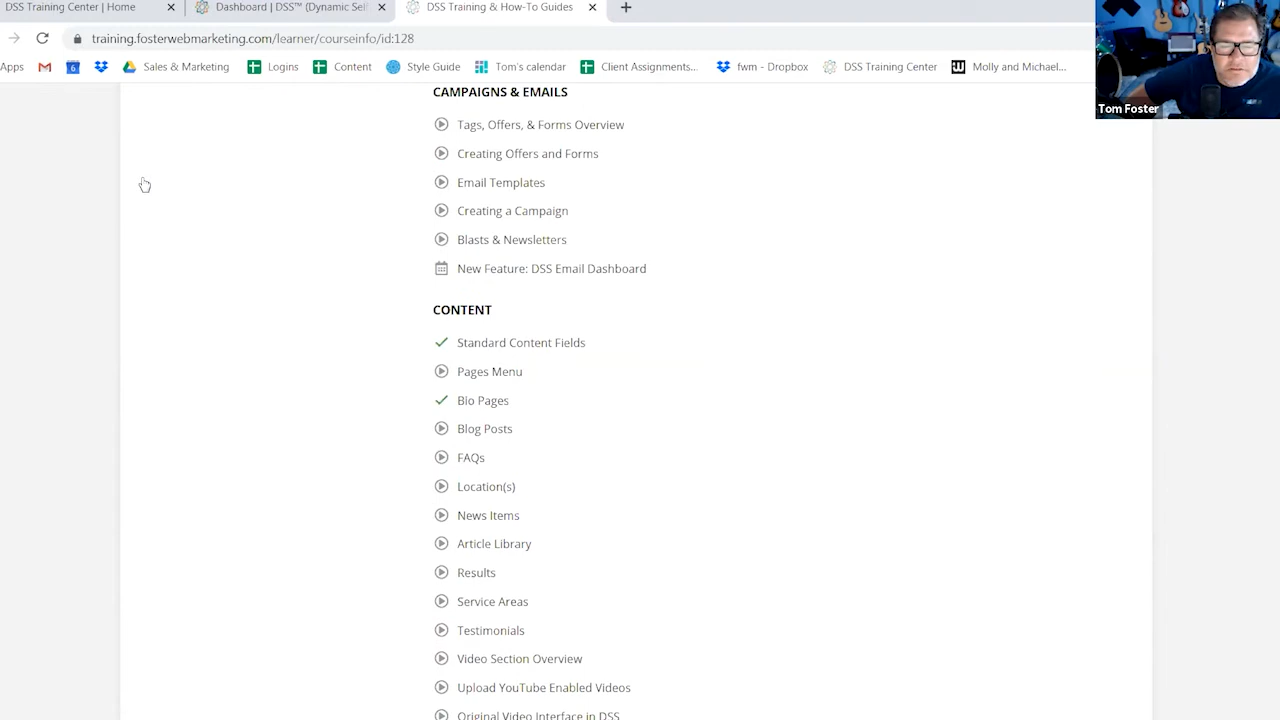 DSS Training Center | Home
Dashboard | DSS™ (Dynamic Self
DSS Training & How-To Guides
training.fosterwebmarketing.com/learner/courseinfo/id:128
Apps 6 Sales & Marketing Logins Content Style Guide Tom's calendar Client Assignments... fwm - Dropbox DSS Training Center Molly and Michael...
Tom Foster
CAMPAIGNS & EMAILS
Tags, Offers, & Forms Overview
Creating Offers and Forms
Email Templates
Creating a Campaign
Blasts & Newsletters
New Feature: DSS Email Dashboard
CONTENT
Standard Content Fields
Pages Menu
Bio Pages
Blog Posts
FAQs
Location(s)
News Items
Article Library
Results
Service Areas
Testimonials
Video Section Overview
Upload YouTube Enabled Videos
Original Video Interface in DSS